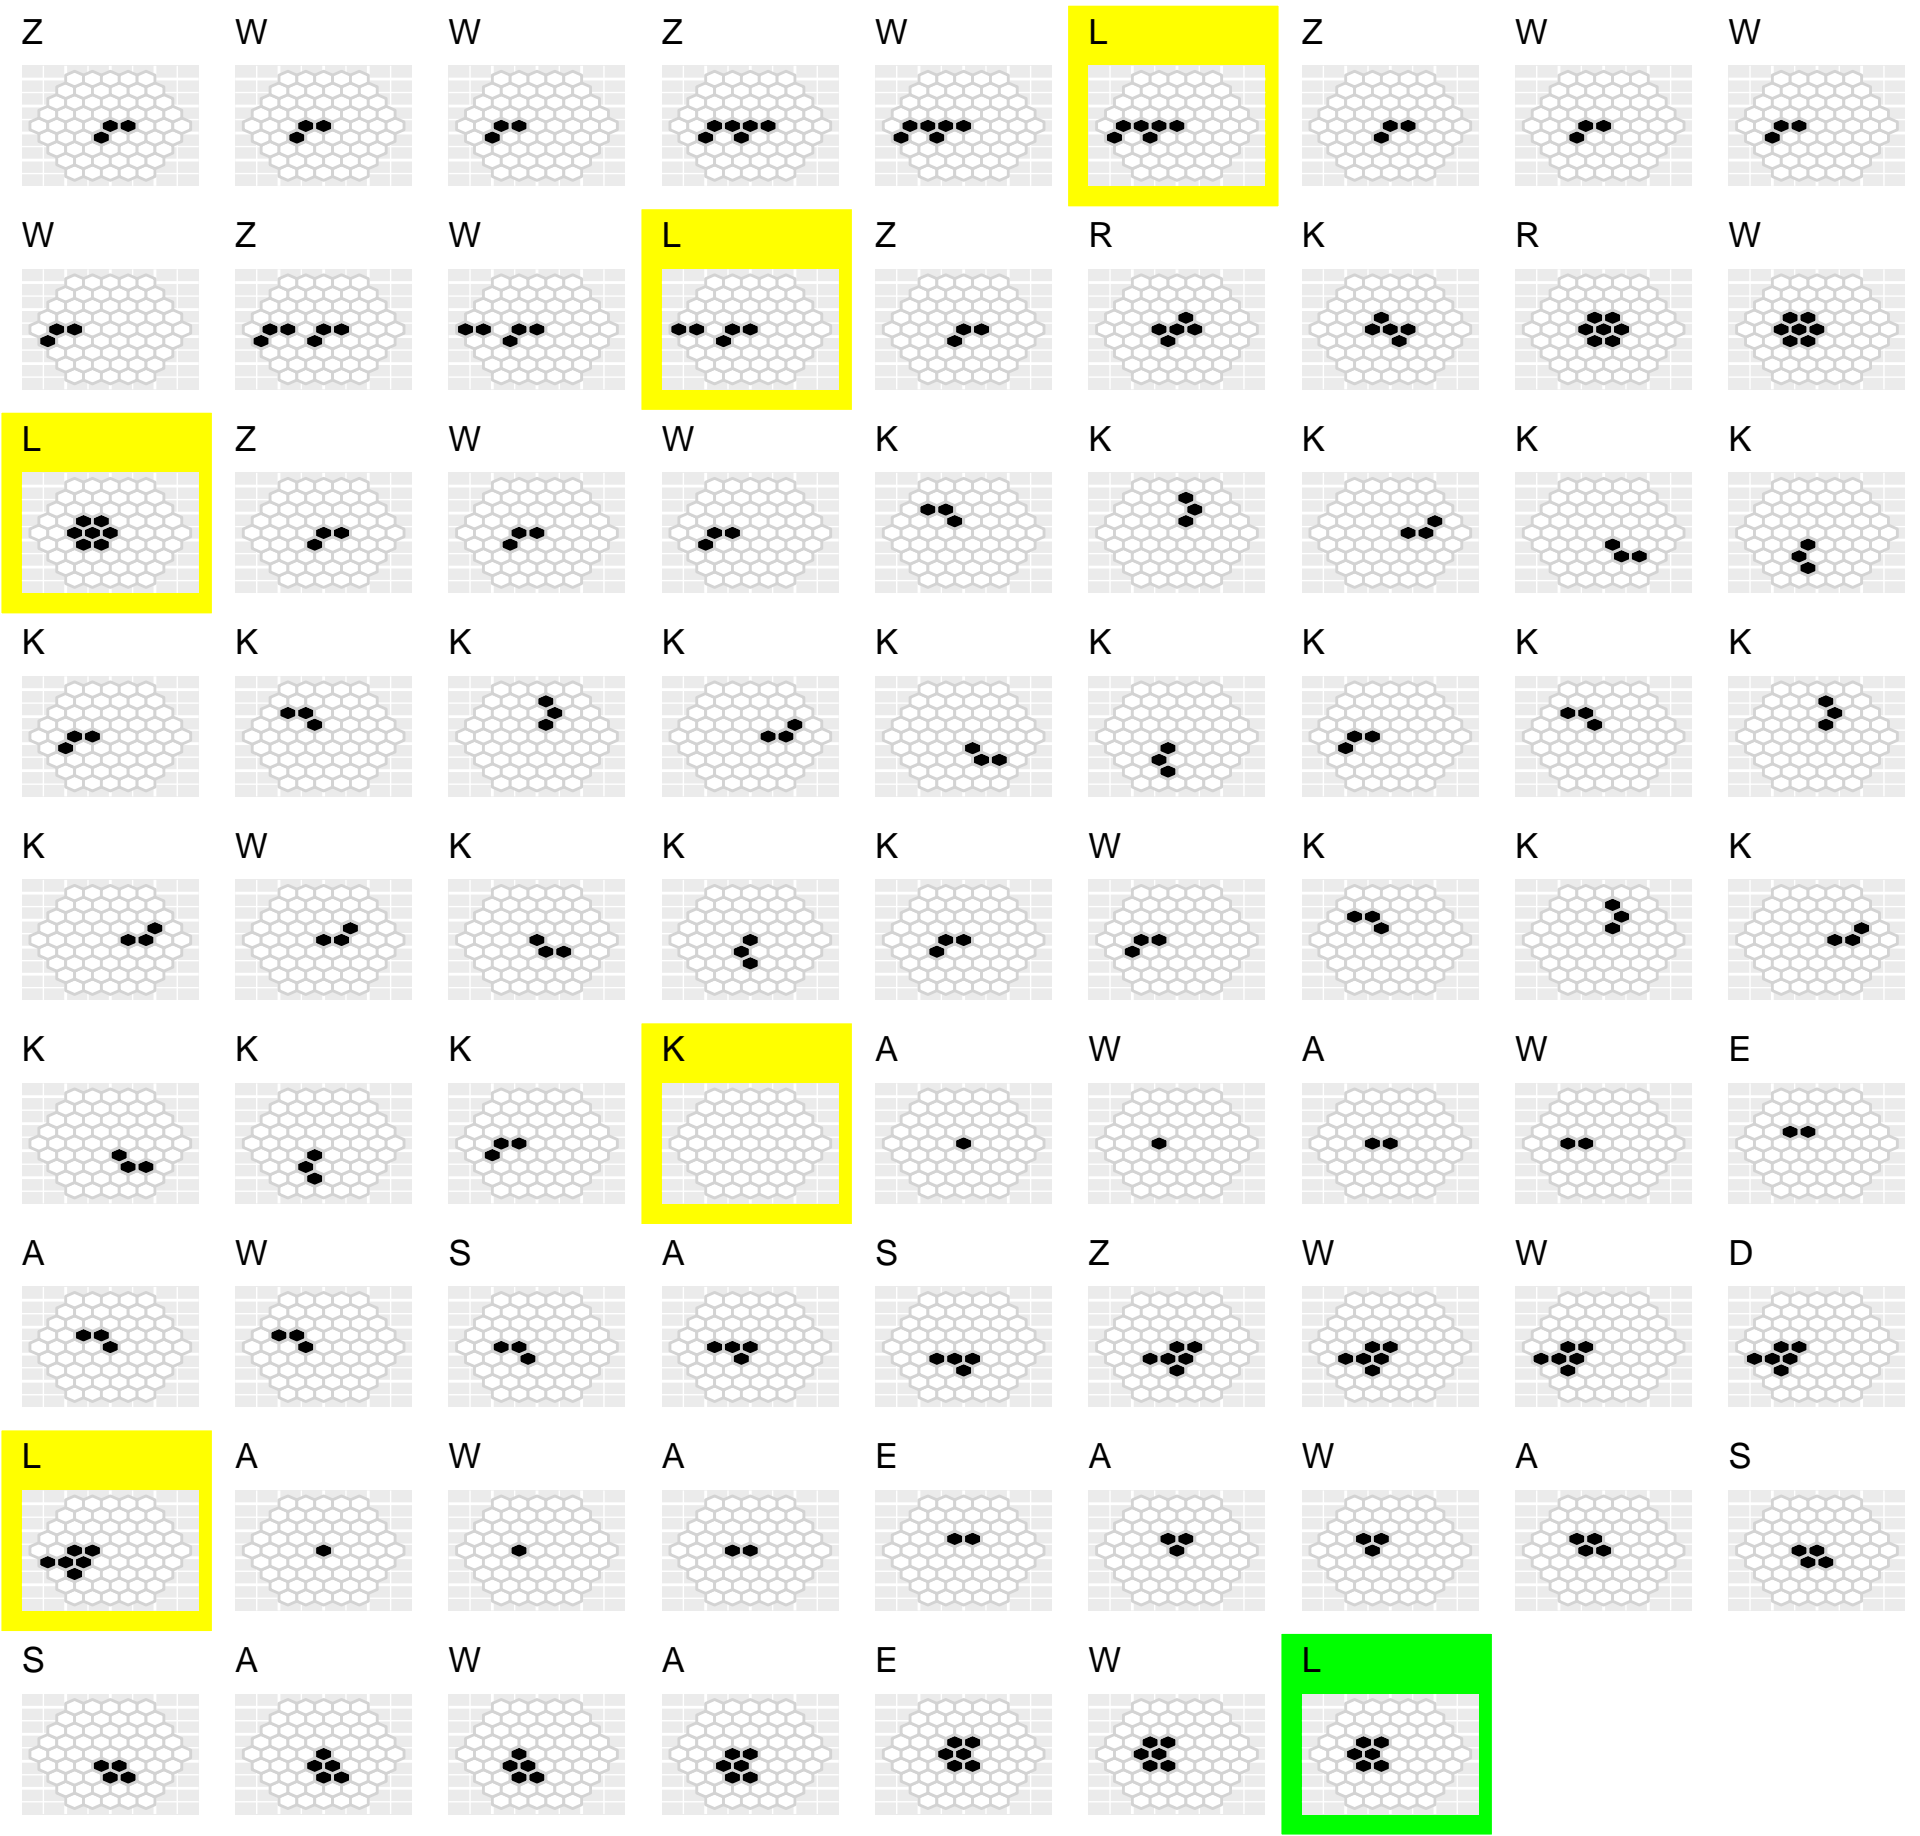 Z W W Z W L Z W W
W Z W L Z R K R W
L Z W W K K K K K
K K K K K K K K K
K W K K K W K K K
K K K K A W A W E
A W S A S Z W W D
L A W A E A W A S
S A W A E W L